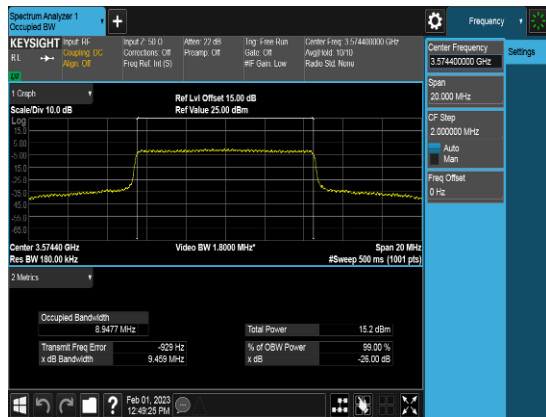 Spectrum Analyzer 1
Occupied BW
+
Frequency
KEYSIGHT
RL
Input: RF
Coupling: DC
Align: Off
Input Z: 50 Ω
Corrections: Off
Freq Ref: Int (S)
Atten: 22 dB
Preamp: Off
Trig: Free Run
Gate: Off
#IF Gain: Low
Center Freq: 3.574400000 GHz
Avg|Hold: 10/10
Radio Std: None
Center Frequency
3.574400000 GHz
Settings
Span
20.000 MHz
CF Step
2.000000 MHz
Auto
Man
Freq Offset
0 Hz
1 Graph
Scale/Div 10.0 dB
Ref Lvl Offset 15.00 dB
Ref Value 25.00 dBm
Log
15.0
5.00
-5.00
-15.0
-25.0
-35.0
-45.0
-55.0
-65.0
Center 3.57440 GHz
Res BW 180.00 kHz
Video BW 1.8000 MHz*
Span 20 MHz
#Sweep 500 ms (1001 pts)
2 Metrics
Occupied Bandwidth
8.9477 MHz
Total Power 15.2 dBm
Transmit Freq Error -929 Hz
% of OBW Power 99.00 %
x dB Bandwidth 9.459 MHz
x dB -26.00 dB
?
Feb 01, 2023
12:49:25 PM